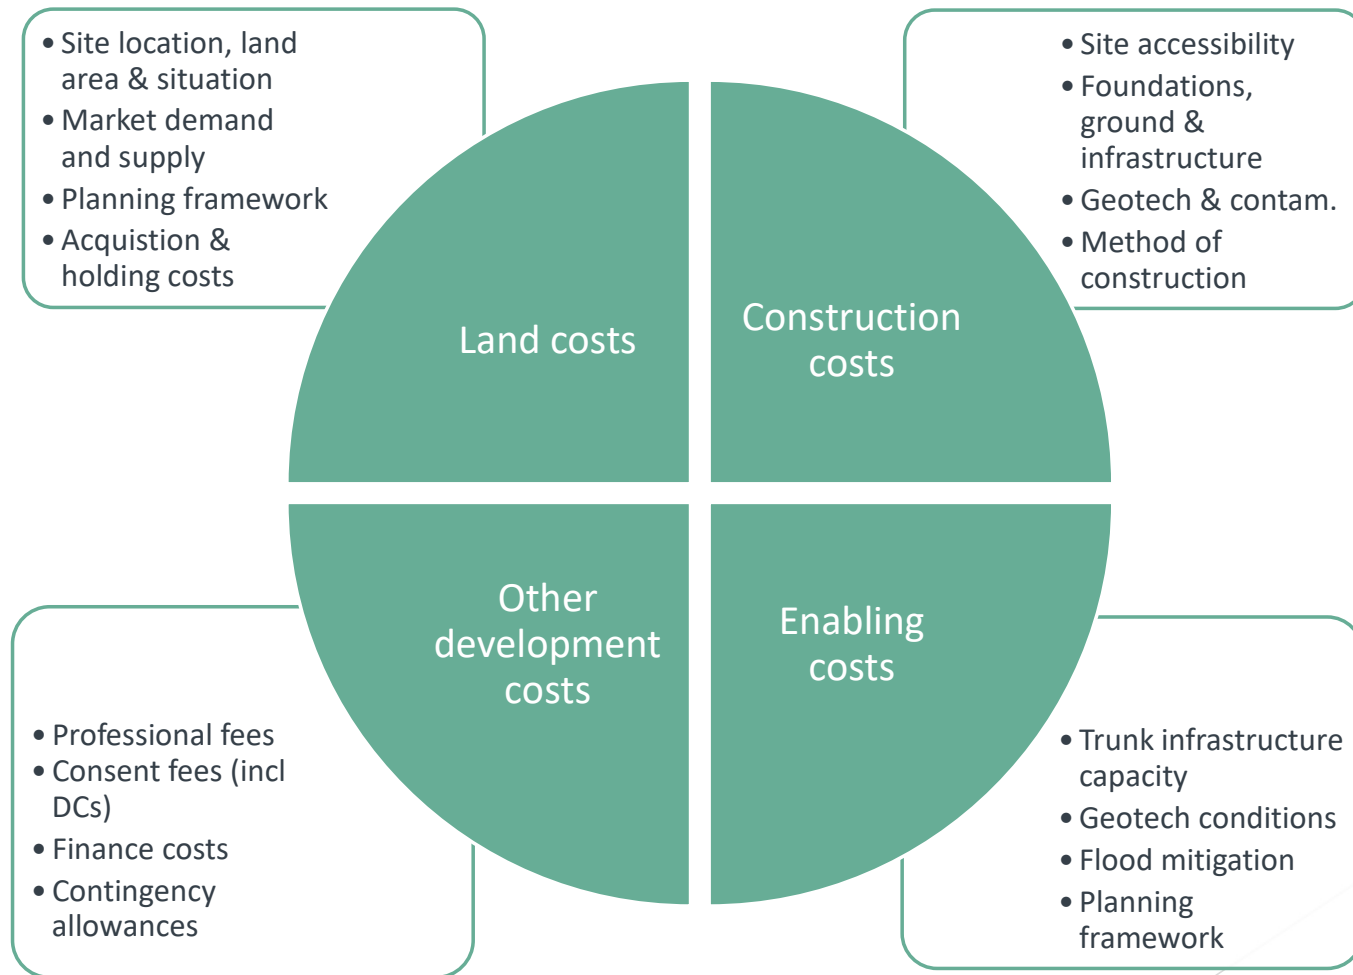 • Site location, land
area & situation
• Market demand
and supply
• Planning framework
• Acquistion &
holding costs
• Site accessibility
• Foundations,
ground &
infrastructure
• Geotech & contam.
• Method of
construction
Land costs
Construction
costs
Other
development
costs
Enabling
costs
• Professional fees
• Consent fees (incl
DCs)
• Finance costs
• Contingency
allowances
• Trunk infrastructure
capacity
• Geotech conditions
• Flood mitigation
• Planning
framework